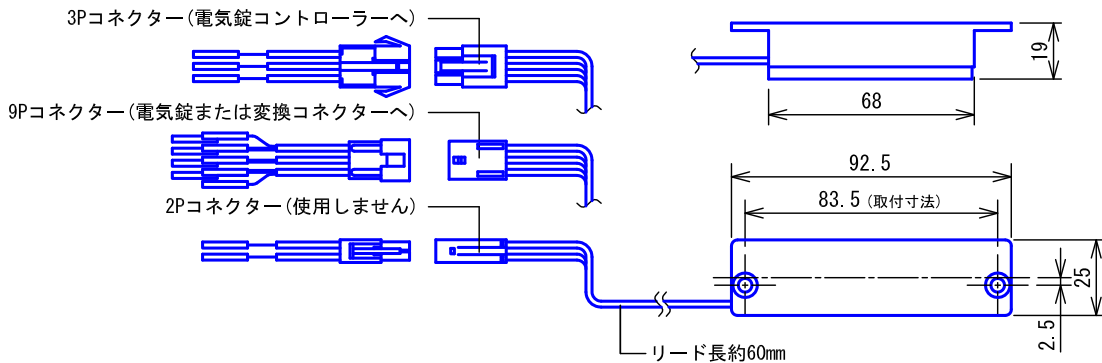 3Pコネクター(電気錠コントローラーへ)
19
68
9Pコネクター(電気錠または変換コネクターへ)
92.5
83.5 (取付寸法)
2Pコネクター(使用しません)
25
2.5
リード長約60mm